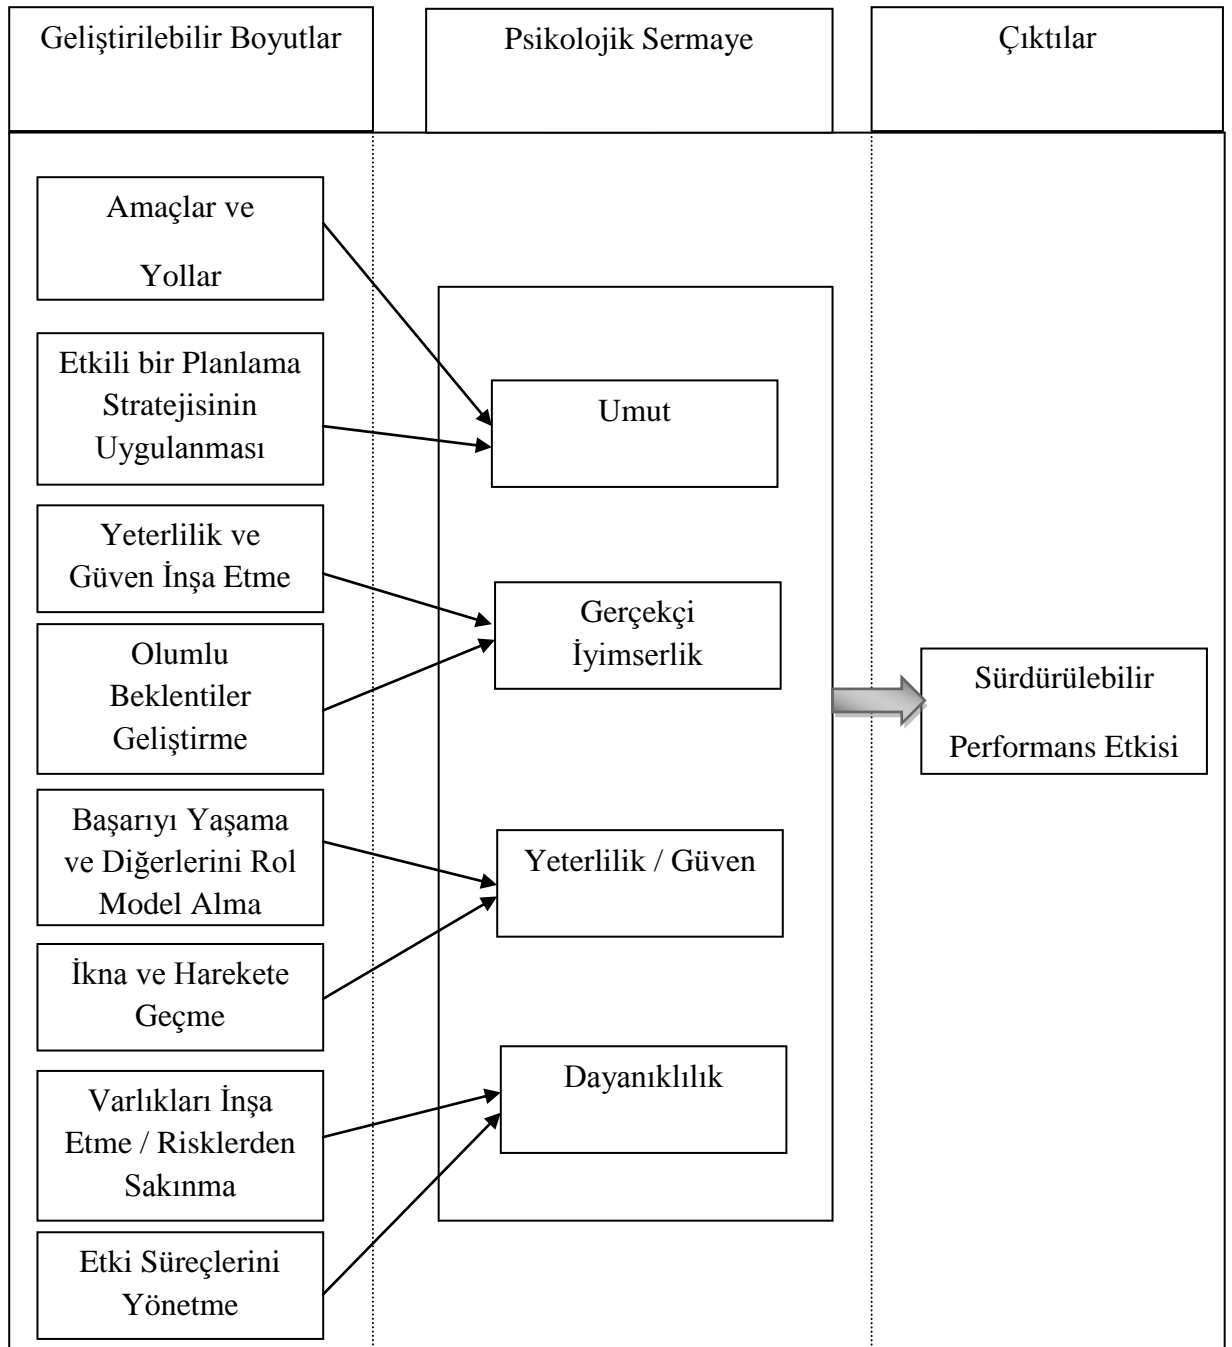 Geliştirilebilir Boyutlar
Psikolojik Sermaye
Çıktılar
Amaçlar ve
Yollar
Etkili bir Planlama
Stratejisinin
Uygulanması
Yeterlilik ve
Güven İnşa Etme
Olumlu
Beklentiler
Geliştirme
Başarıyı Yaşama
ve Diğerlerini Rol
Model Alma
İkna ve Harekete
Geçme
Varlıkları İnşa
Etme / Risklerden
Sakınma
Etki Süreçlerini
Yönetme
Umut
Gerçekçi
İyimserlik
Yeterlilik / Güven
Dayanıklılık
Sürdürülebilir
Performans Etkisi